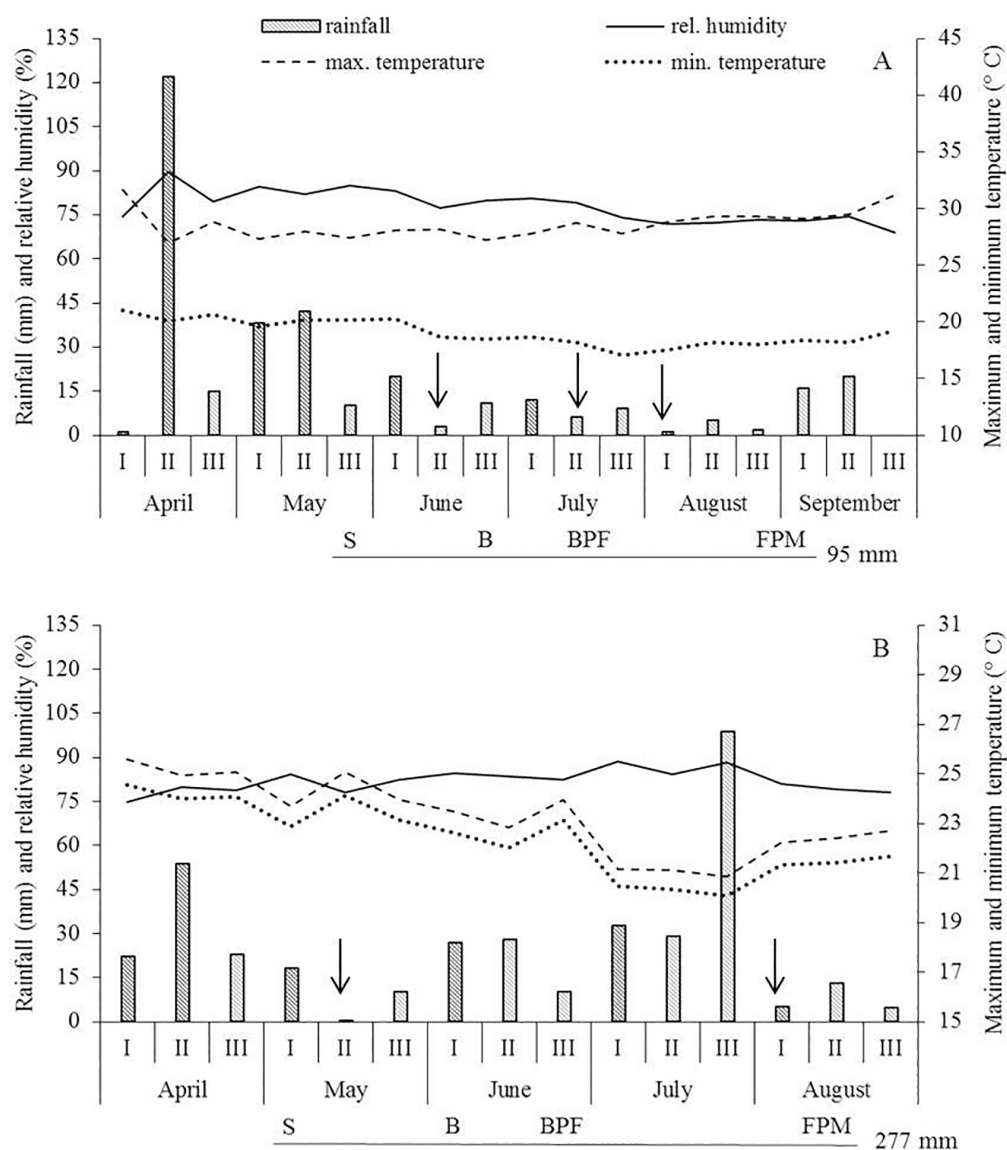 rainfall rel. humidity
max. temperature min. temperature
A
Rainfall (mm) and relative humidity (%)
135
120
105
90
75
60
45
30
15
0
Maximum and minimum temperature (° C)
45
40
35
30
25
20
15
10
I II III I II III I II III I II III I II III I II III
April May June July August September
S B BPF FPM
95 mm
B
Rainfall (mm) and relative humidity (%)
135
120
105
90
75
60
45
30
15
0
Maximum and minimum temperature (° C)
31
29
27
25
23
21
19
17
15
I II III I II III I II III I II III I II III
April May June July August
S B BPF FPM
277 mm